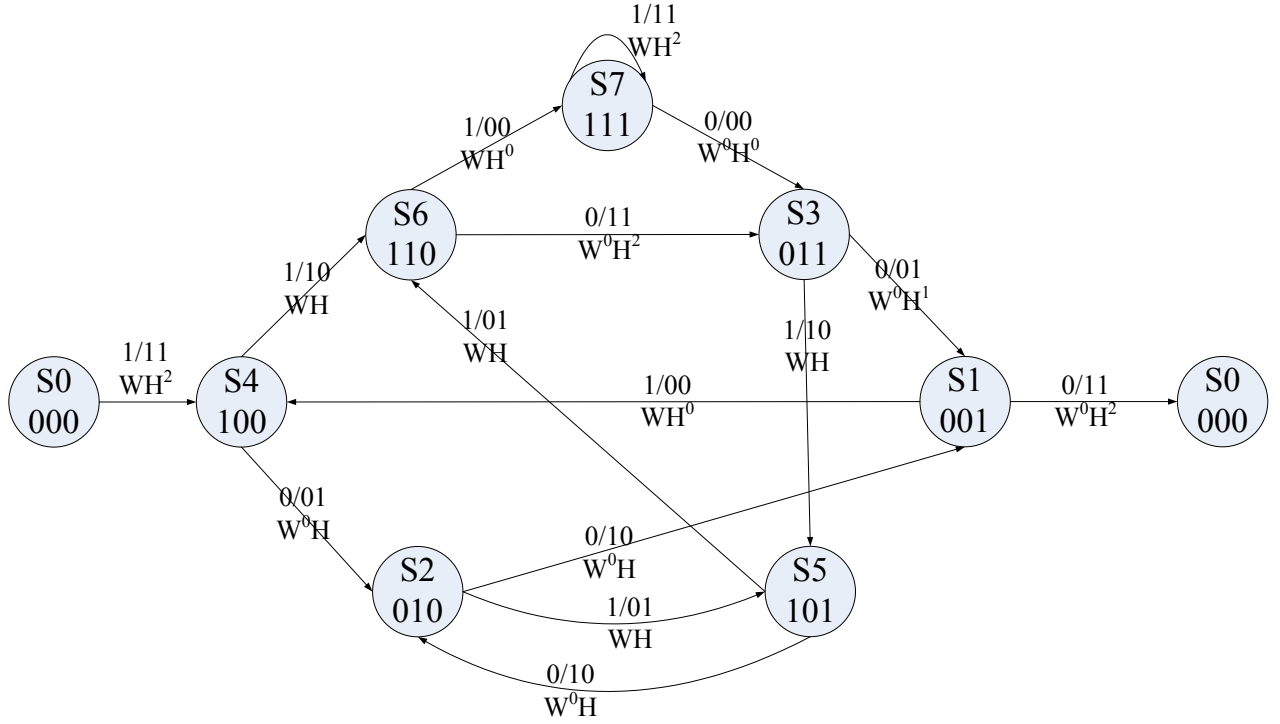 1/11
WH²
S7
111
1/00
WH⁰
0/00
W⁰H⁰
S6
110
0/11
W⁰H²
S3
011
1/10
WH
0/01
W⁰H¹
1/01
WH
1/10
WH
1/11
WH²
S0
000
S4
100
1/00
WH⁰
S1
001
0/11
W⁰H²
S0
000
0/01
W⁰H
0/10
W⁰H
S2
010
1/01
WH
S5
101
0/10
W⁰H